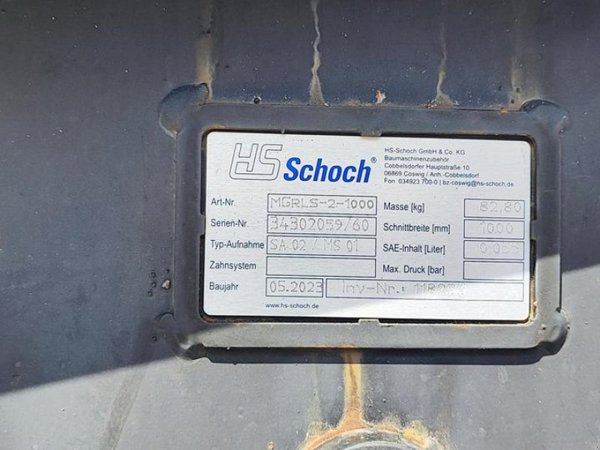 HS Schoch®
HS-Schoch GmbH & Co. KG
Baumaschinenzubehör
Cobbelsdorfer Hauptstraße 10
06869 Coswig / Anh.-Cobbelsdorf
Fon 034923 700-0 | bz-coswig@hs-schoch.de
Art-Nr. MGRLS-2-1000
Masse [kg] 82,80
Serien-Nr. 34302059/60
Schnittbreite [mm] 1000
Typ-Aufnahme SA 02 / MS 01
SAE-Inhalt [Liter]
Zahnsystem
Max. Druck [bar]
Baujahr 05.2023 Inv-Nr.:
www.hs-schoch.de